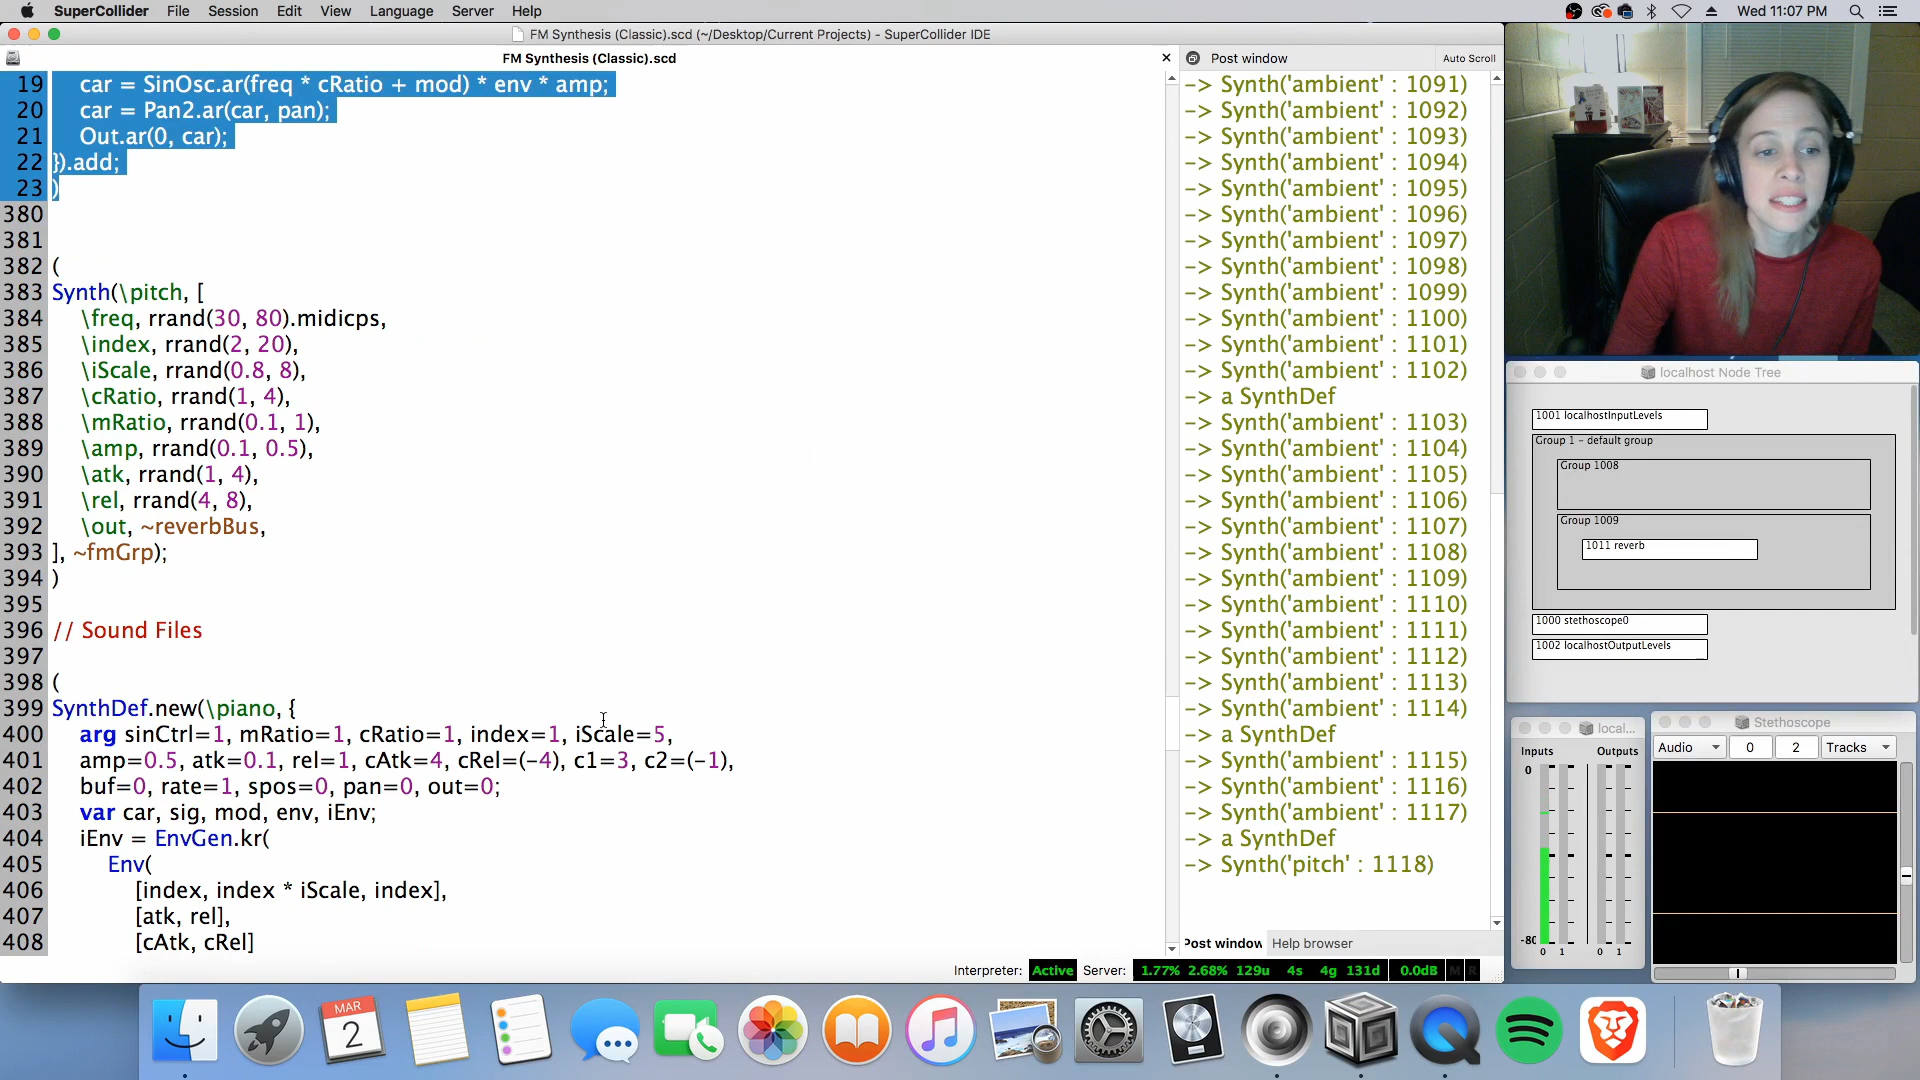 SuperCollider File Session Edit View Language Server Help
Wed 11:07 PM
FM Synthesis (Classic).scd (~/Desktop/Current Projects) - SuperCollider IDE
FM Synthesis (Classic).scd
19 car = SinOsc.ar(freq * cRatio + mod) * env * amp;
20 car = Pan2.ar(car, pan);
21 Out.ar(0, car);
22 }).add;
23 )
380
381
382 (
383 Synth(\pitch, [
384 \freq, rrand(30, 80).midicps,
385 \index, rrand(2, 20),
386 \iScale, rrand(0.8, 8),
387 \cRatio, rrand(1, 4),
388 \mRatio, rrand(0.1, 1),
389 \amp, rrand(0.1, 0.5),
390 \atk, rrand(1, 4),
391 \rel, rrand(4, 8),
392 \out, ~reverbBus,
393 ], ~fmGrp);
394 )
395
396 // Sound Files
397
398 (
399 SynthDef.new(\piano, {
400 arg sinCtrl=1, mRatio=1, cRatio=1, index=1, iScale=5,
401 amp=0.5, atk=0.1, rel=1, cAtk=4, cRel=(-4), c1=3, c2=(-1),
402 buf=0, rate=1, spos=0, pan=0, out=0;
403 var car, sig, mod, env, iEnv;
404 iEnv = EnvGen.kr(
405 Env(
406 [index, index * iScale, index],
407 [atk, rel],
408 [cAtk, cRel]
Post window Auto Scroll
-> Synth('ambient' : 1091)
-> Synth('ambient' : 1092)
-> Synth('ambient' : 1093)
-> Synth('ambient' : 1094)
-> Synth('ambient' : 1095)
-> Synth('ambient' : 1096)
-> Synth('ambient' : 1097)
-> Synth('ambient' : 1098)
-> Synth('ambient' : 1099)
-> Synth('ambient' : 1100)
-> Synth('ambient' : 1101)
-> Synth('ambient' : 1102)
-> a SynthDef
-> Synth('ambient' : 1103)
-> Synth('ambient' : 1104)
-> Synth('ambient' : 1105)
-> Synth('ambient' : 1106)
-> Synth('ambient' : 1107)
-> Synth('ambient' : 1108)
-> Synth('ambient' : 1109)
-> Synth('ambient' : 1110)
-> Synth('ambient' : 1111)
-> Synth('ambient' : 1112)
-> Synth('ambient' : 1113)
-> Synth('ambient' : 1114)
-> a SynthDef
-> Synth('ambient' : 1115)
-> Synth('ambient' : 1116)
-> Synth('ambient' : 1117)
-> a SynthDef
-> Synth('pitch' : 1118)
Post window Help browser
Interpreter: Active Server: 1.77% 2.68% 129u 4s 4g 131d 0.0dB M R
localhost Node Tree
1001 localhostInputLevels
Group 1 - default group
Group 1008
Group 1009
1011 reverb
1000 stethoscope0
1002 localhostOutputLevels
local...
Inputs Outputs
0
-80
0 1 0 1
Stethoscope
Audio 0 2 Tracks
MAR
2